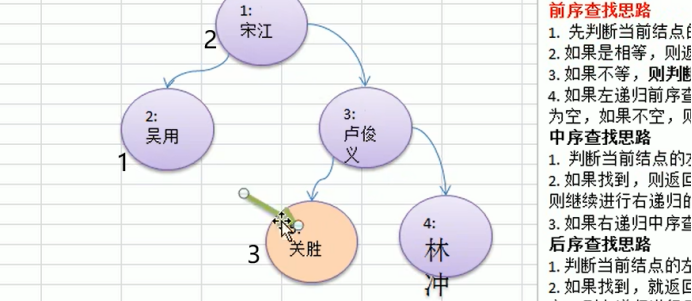 1:
宋江
2
2:
吴用
1
3:
卢俊
义
3
关胜
4:
林
冲
前序查找思路
1. 先判断当前结点的
2. 如果是相等，则返
3. 如果不等，则判断
4. 如果左递归前序查
为空，如果不空，则
中序查找思路
1. 判断当前结点的左
2. 如果找到，则返回
则继续进行右递归的
3. 如果右递归中序查
后序查找思路
1. 判断当前结点的左
2. 如果找到，就返回